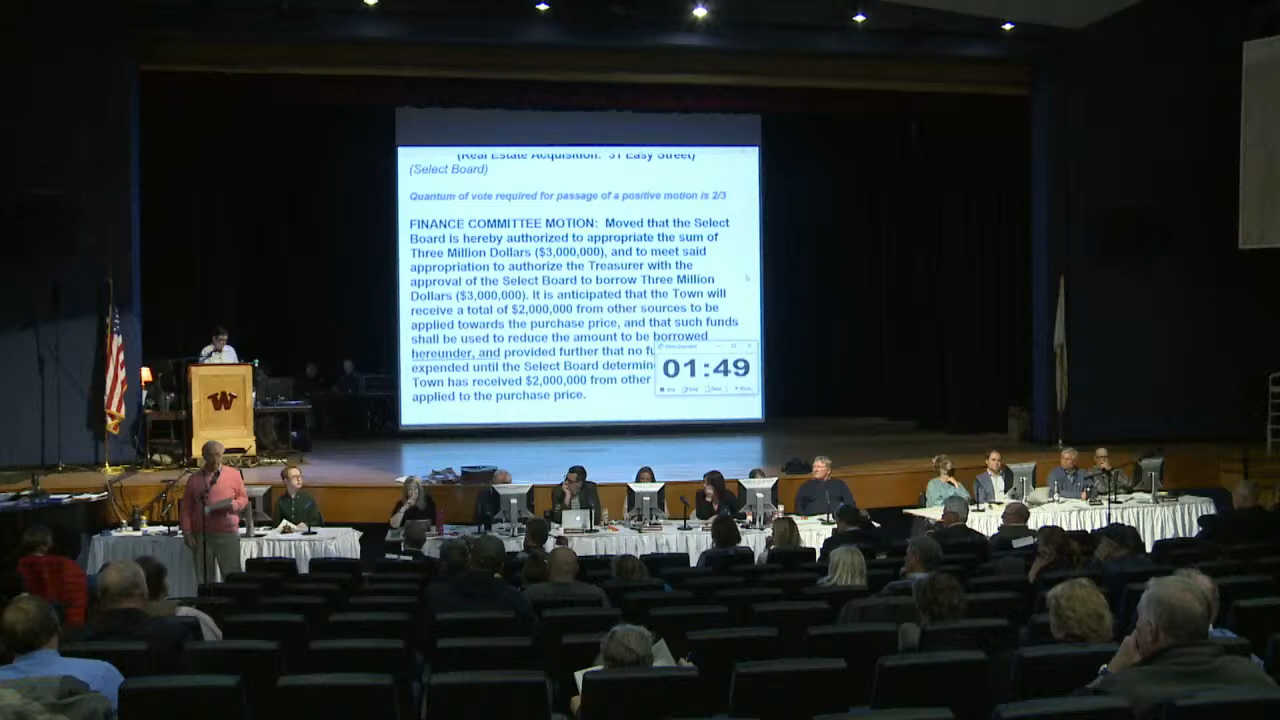 (Real Estate Acquisition: 31 Easy Street)
(Select Board)
Quantum of vote required for passage of a positive motion is 2/3
FINANCE COMMITTEE MOTION: Moved that the Select
Board is hereby authorized to appropriate the sum of
Three Million Dollars ($3,000,000), and to meet said
appropriation to authorize the Treasurer with the
approval of the Select Board to borrow Three Million
Dollars ($3,000,000). It is anticipated that the Town will
receive a total of $2,000,000 from other sources to be
applied towards the purchase price, and that such funds
shall be used to reduce the amount to be borrowed
hereunder, and provided further that no fu
expended until the Select Board determin
Town has received $2,000,000 from other
applied to the purchase price.
01:49
W